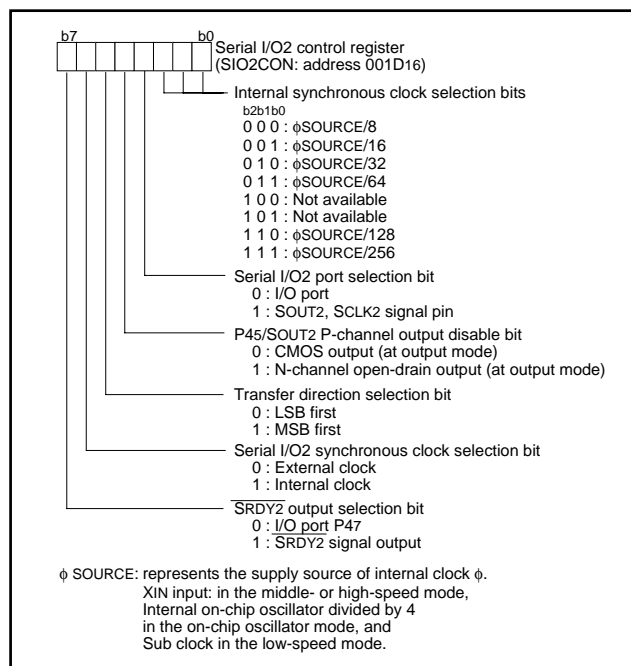 b7 b0
Serial I/O2 control register
(SIO2CON: address 001D16)
Internal synchronous clock selection bits
b2b1b0
0 0 0 : φSOURCE/8
0 0 1 : φSOURCE/16
0 1 0 : φSOURCE/32
0 1 1 : φSOURCE/64
1 0 0 : Not available
1 0 1 : Not available
1 1 0 : φSOURCE/128
1 1 1 : φSOURCE/256
Serial I/O2 port selection bit
0 : I/O port
1 : SOUT2, SCLK2 signal pin
P45/SOUT2 P-channel output disable bit
0 : CMOS output (at output mode)
1 : N-channel open-drain output (at output mode)
Transfer direction selection bit
0 : LSB first
1 : MSB first
Serial I/O2 synchronous clock selection bit
0 : External clock
1 : Internal clock
SRDY2 output selection bit
0 : I/O port P47
1 : SRDY2 signal output
φ SOURCE: represents the supply source of internal clock φ.
XIN input: in the middle- or high-speed mode,
Internal on-chip oscillator divided by 4
in the on-chip oscillator mode, and
Sub clock in the low-speed mode.